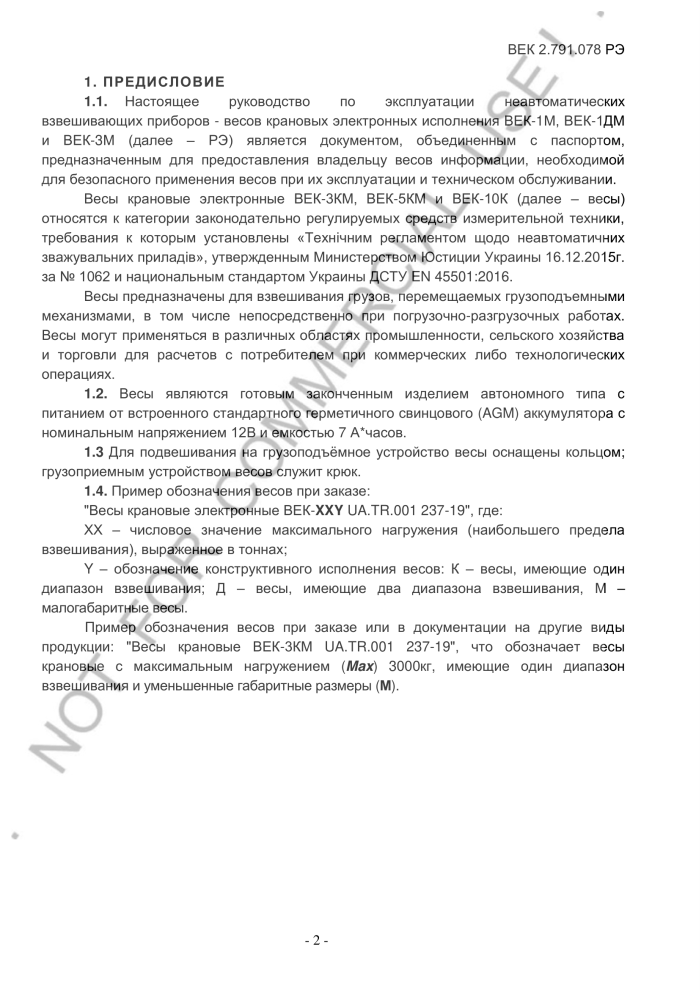 ВЕК 2.791.078 РЭ
1. ПРЕДИСЛОВИЕ
1.1. Настоящее руководство по эксплуатации неавтоматических
взвешивающих приборов - весов крановых электронных исполнения ВЕК-1М, ВЕК-1ДМ
и ВЕК-3М (далее – РЭ) является документом, объединенным с паспортом,
предназначенным для предоставления владельцу весов информации, необходимой
для безопасного применения весов при их эксплуатации и техническом обслуживании.
Весы крановые электронные ВЕК-3КМ, ВЕК-5КМ и ВЕК-10К (далее – весы)
относятся к категории законодательно регулируемых средств измерительной техники,
требования к которым установлены «Технічним регламентом щодо неавтоматичних
зважувальних приладів», утвержденным Министерством Юстиции Украины 16.12.2015г.
за № 1062 и национальным стандартом Украины ДСТУ EN 45501:2016.
Весы предназначены для взвешивания грузов, перемещаемых грузоподъемными
механизмами, в том числе непосредственно при погрузочно-разгрузочных работах.
Весы могут применяться в различных областях промышленности, сельского хозяйства
и торговли для расчетов с потребителем при коммерческих либо технологических
операциях.
1.2. Весы являются готовым законченным изделием автономного типа с
питанием от встроенного стандартного герметичного свинцового (AGM) аккумулятора с
номинальным напряжением 12В и емкостью 7 А*часов.
1.3 Для подвешивания на грузоподъёмное устройство весы оснащены кольцом;
грузоприемным устройством весов служит крюк.
1.4. Пример обозначения весов при заказе:
"Весы крановые электронные ВЕК-XXY UA.TR.001 237-19", где:
XX – числовое значение максимального нагружения (наибольшего предела
взвешивания), выраженное в тоннах;
Y – обозначение конструктивного исполнения весов: К – весы, имеющие один
диапазон взвешивания; Д – весы, имеющие два диапазона взвешивания, М –
малогабаритные весы.
Пример обозначения весов при заказе или в документации на другие виды
продукции: "Весы крановые ВЕК-3КМ UA.TR.001 237-19", что обозначает весы
крановые с максимальным нагружением (Max) 3000кг, имеющие один диапазон
взвешивания и уменьшенные габаритные размеры (М).
NOT FOR COMMERCIAL USE !
- 2 -